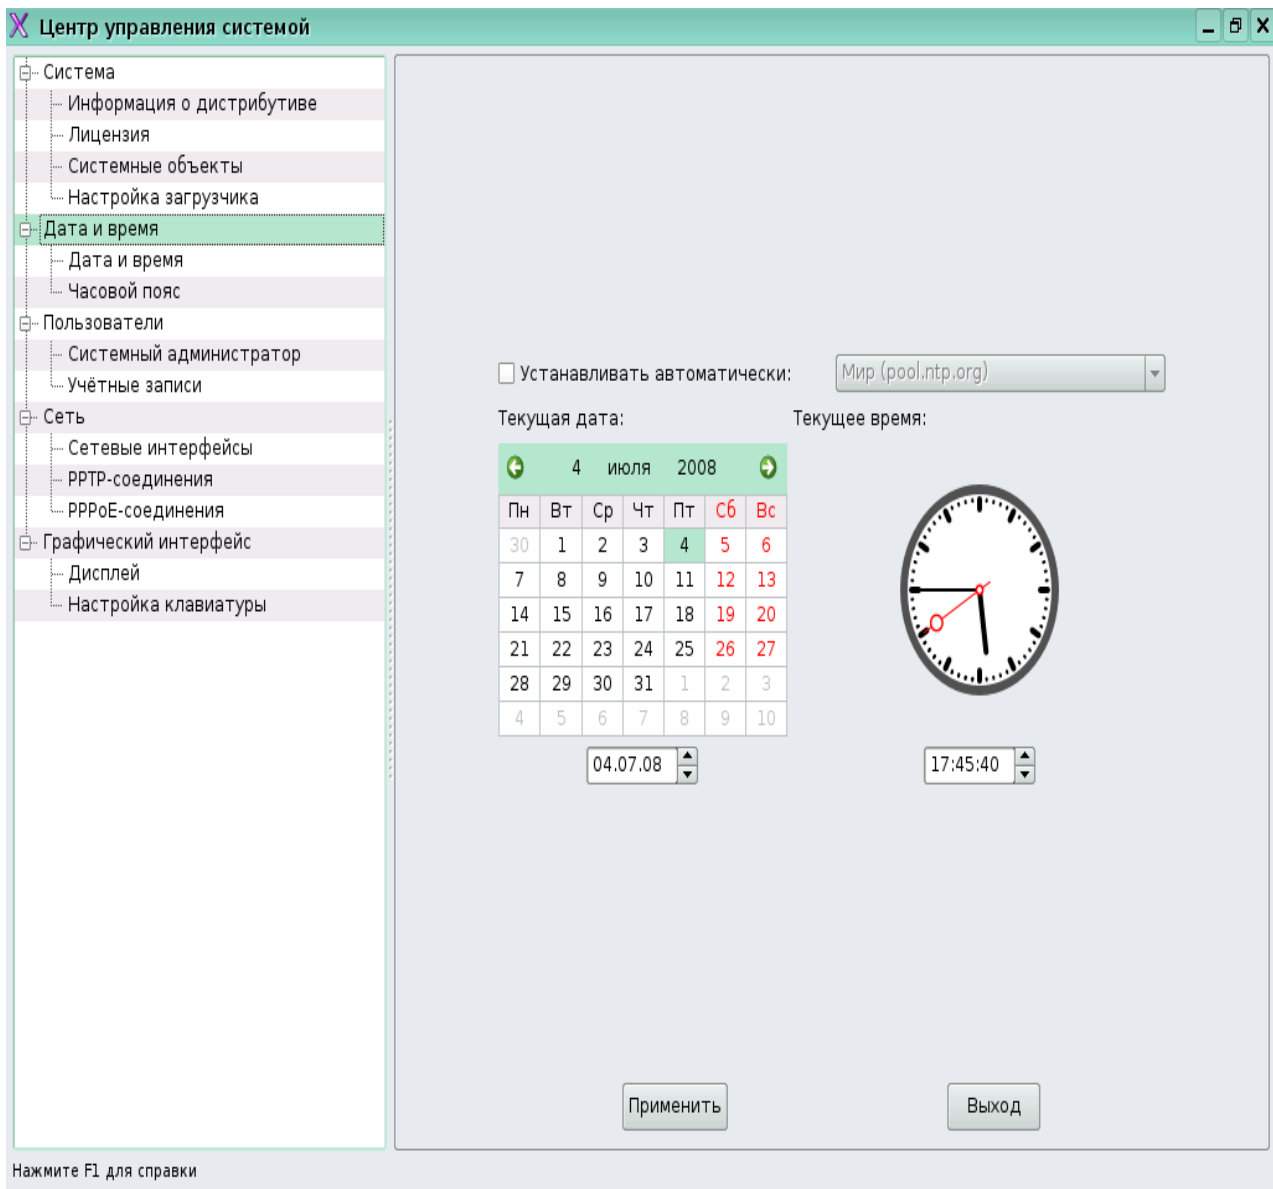 Центр управления системой
Система
Информация о дистрибутиве
Лицензия
Системные объекты
Настройка загрузчика
Дата и время
Дата и время
Часовой пояс
Пользователи
Системный администратор
Учётные записи
Сеть
Сетевые интерфейсы
PPTP-соединения
PPPoE-соединения
Графический интерфейс
Дисплей
Настройка клавиатуры
Устанавливать автоматически: Мир (pool.ntp.org)
Текущая дата: Текущее время:
4 июля 2008
Пн Вт Ср Чт Пт Сб Вс
30 1 2 3 4 5 6
7 8 9 10 11 12 13
14 15 16 17 18 19 20
21 22 23 24 25 26 27
28 29 30 31 1 2 3
4 5 6 7 8 9 10
04.07.08 17:45:40
Применить Выход
Нажмите F1 для справки